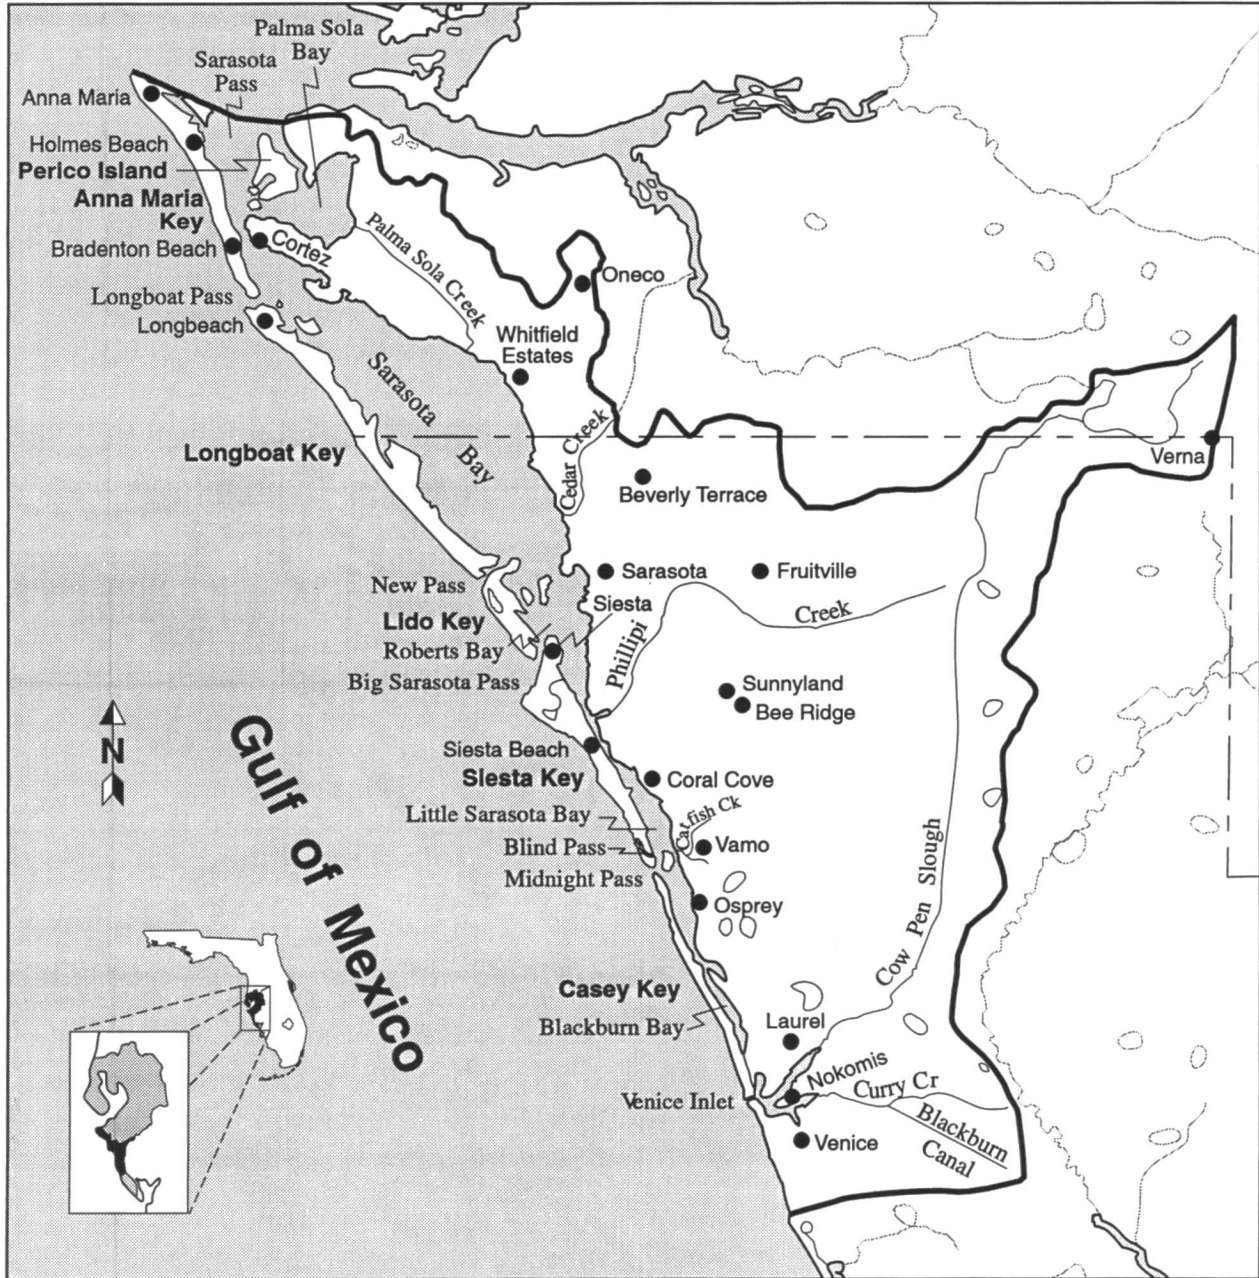 Palma Sola
Bay
Sarasota
Pass
Anna Maria
Holmes Beach
Perico Island
Anna Maria
Key
Bradenton Beach
Cortez
Palma Sola Creek
Oneco
Longboat Pass
Longbeach
Whitfield
Estates
Sarasota
Bay
Longboat Key
Cedar Creek
Beverly Terrace
Verna
New Pass
Sarasota
Fruitville
Siesta
Lido Key
Roberts Bay
Big Sarasota Pass
Phillipi
Creek
Sunnyland
Bee Ridge
N
Gulf of Mexico
Siesta Beach
Siesta Key
Coral Cove
Little Sarasota Bay
Catfish Ck
Blind Pass
Vamo
Midnight Pass
Osprey
Cow Pen Slough
Casey Key
Blackburn Bay
Laurel
Nokomis
Venice Inlet
Curry Cr
Blackburn
Canal
Venice